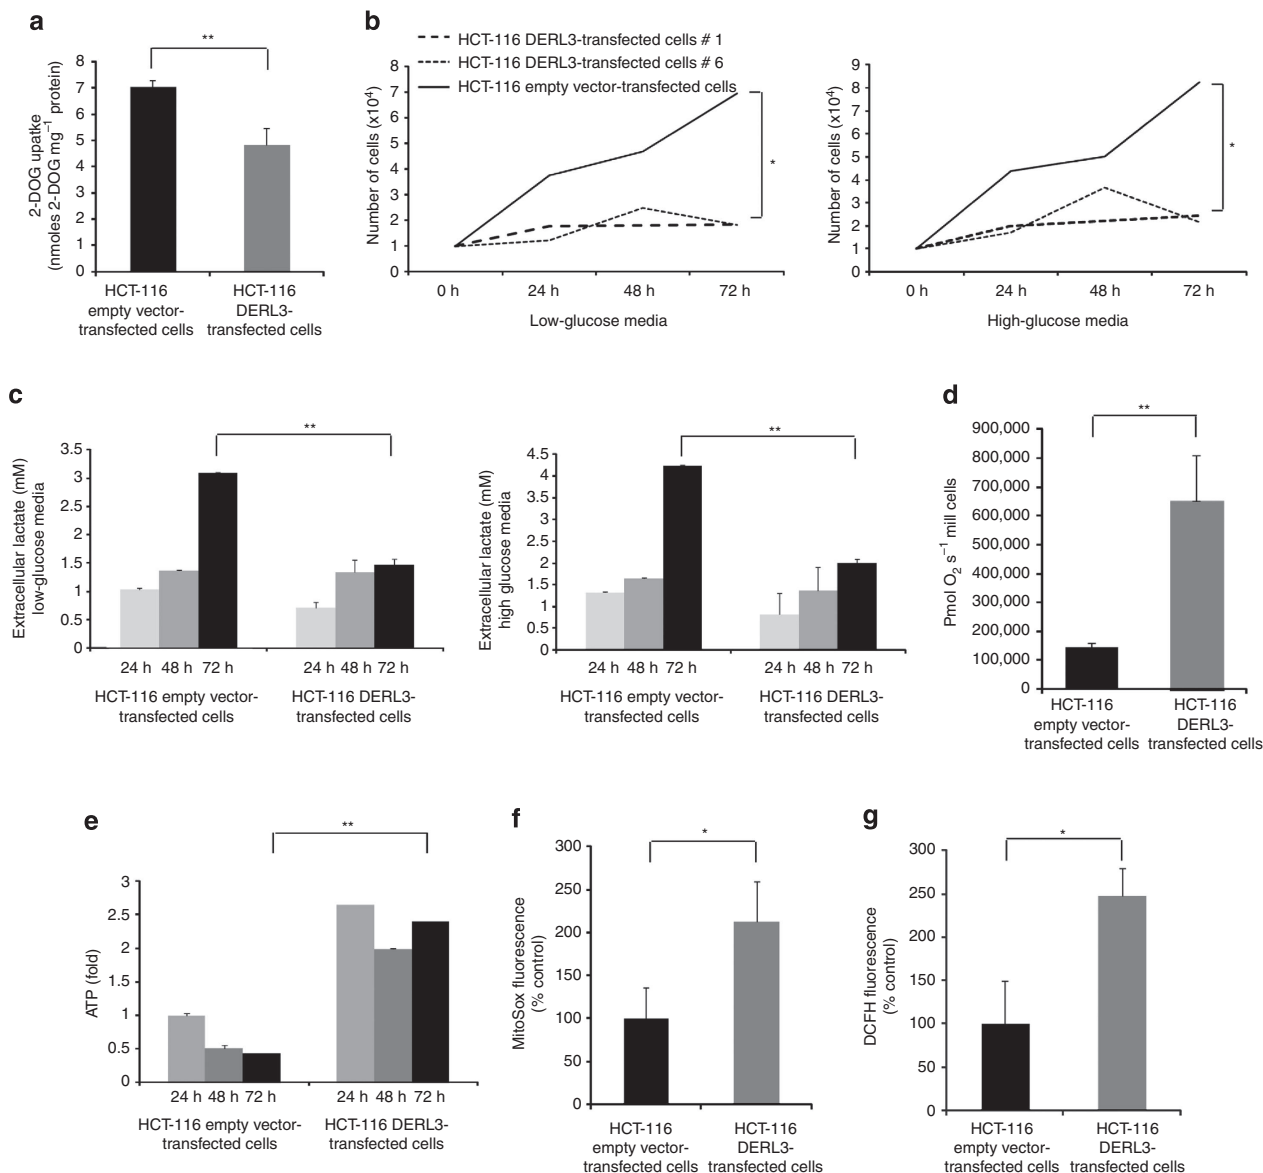 a
**
8
7
6
5
4
3
2
1
0
2-DOG upatke
(nmoles 2-DOG mg⁻¹ protein)
HCT-116
empty vector-
transfected cells
HCT-116
DERL3-
transfected cells
b
HCT-116 DERL3-transfected cells # 1
HCT-116 DERL3-transfected cells # 6
HCT-116 empty vector-transfected cells
8
7
6
5
4
3
2
1
0
Number of cells (x10⁴)
*
0 h 24 h 48 h 72 h
Low-glucose media
9
8
7
6
5
4
3
2
1
0
Number of cells (x10⁴)
*
0 h 24 h 48 h 72 h
High-glucose media
c
**
3.5
3
2.5
2
1.5
1
0.5
0
Extracellular lactate (mM)
low-glucose media
24 h 48 h 72 h 24 h 48 h 72 h
HCT-116 empty vector-
transfected cells
HCT-116 DERL3-
transfected cells
**
4.5
4
3.5
3
2.5
2
1.5
1
0.5
0
Extracellular lactate (mM)
high glucose media
24 h 48 h 72 h 24 h 48 h 72 h
HCT-116 empty vector-
transfected cells
HCT-116 DERL3-
transfected cells
d
**
900,000
800,000
700,000
600,000
500,000
400,000
300,000
200,000
100,000
0
Pmol O₂ s⁻¹ mill cells
HCT-116
empty vector-
transfected cells
HCT-116
DERL3-
transfected cells
e
**
3
2.5
2
1.5
1
0.5
0
ATP (fold)
24 h 48 h 72 h 24 h 48 h 72 h
HCT-116 empty vector-
transfected cells
HCT-116 DERL3-
transfected cells
f
*
300
250
200
150
100
50
0
MitoSox fluorescence
(% control)
HCT-116
empty vector-
transfected cells
HCT-116
DERL3-
transfected cells
g
*
300
250
200
150
100
50
0
DCFH fluorescence
(% control)
HCT-116
empty vector-
transfected cells
HCT-116
DERL3-
transfected cells